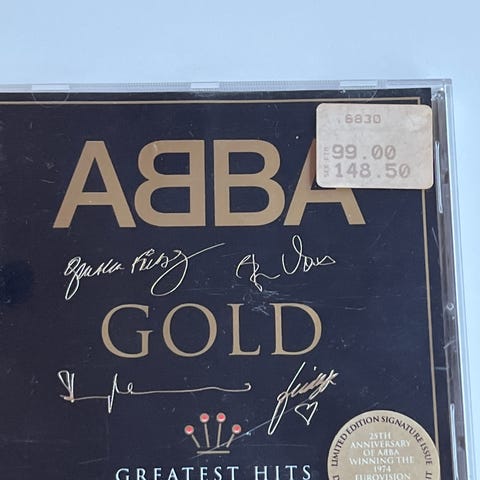 6830
99.00
148.50
ABBA
GOLD
GREATEST HITS
LIMITED EDITION SIGNATURE ISSUE
25TH
ANNIVERSARY
OF ABBA
WINNING THE
1974
EUROVISION